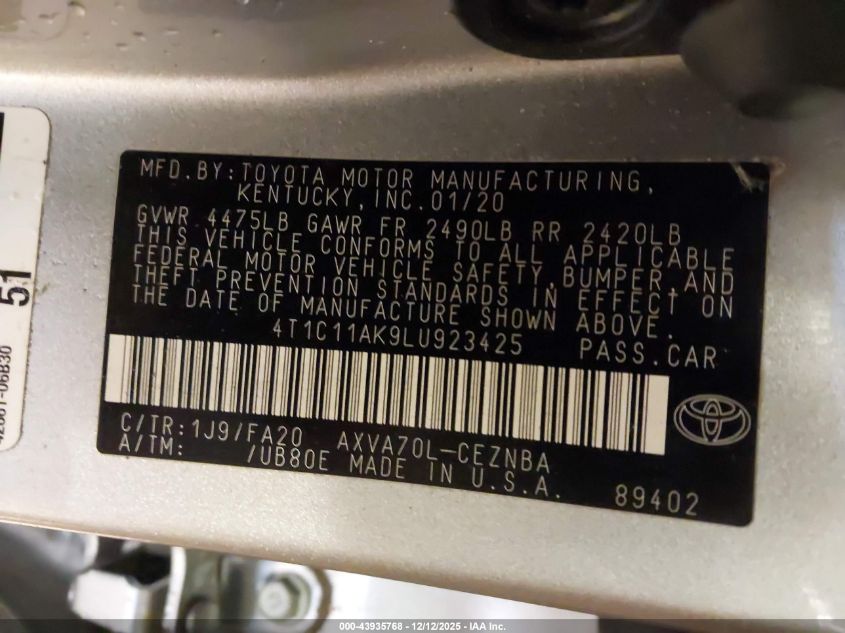 MFD.BY:TOYOTA MOTOR MANUFACTURING,
KENTUCKY, INC.01/20
GVWR 4475LB GAWR FR 2490LB RR 2420LB
THIS VEHICLE CONFORMS TO ALL APPLICABLE
FEDERAL MOTOR VEHICLE SAFETY,BUMPER,AND
THEFT PREVENTION STANDARDS IN EFFECT ON
THE DATE OF MANUFACTURE SHOWN ABOVE.
4T1C11AK9LU923425 PASS.CAR
C/TR:1J9/FA20 AXVA70L-CEZNBA
A/TM: /UB80E MADE IN U.S.A.
89402
51
000-43935768 - 12/12/2025 - IAA Inc.